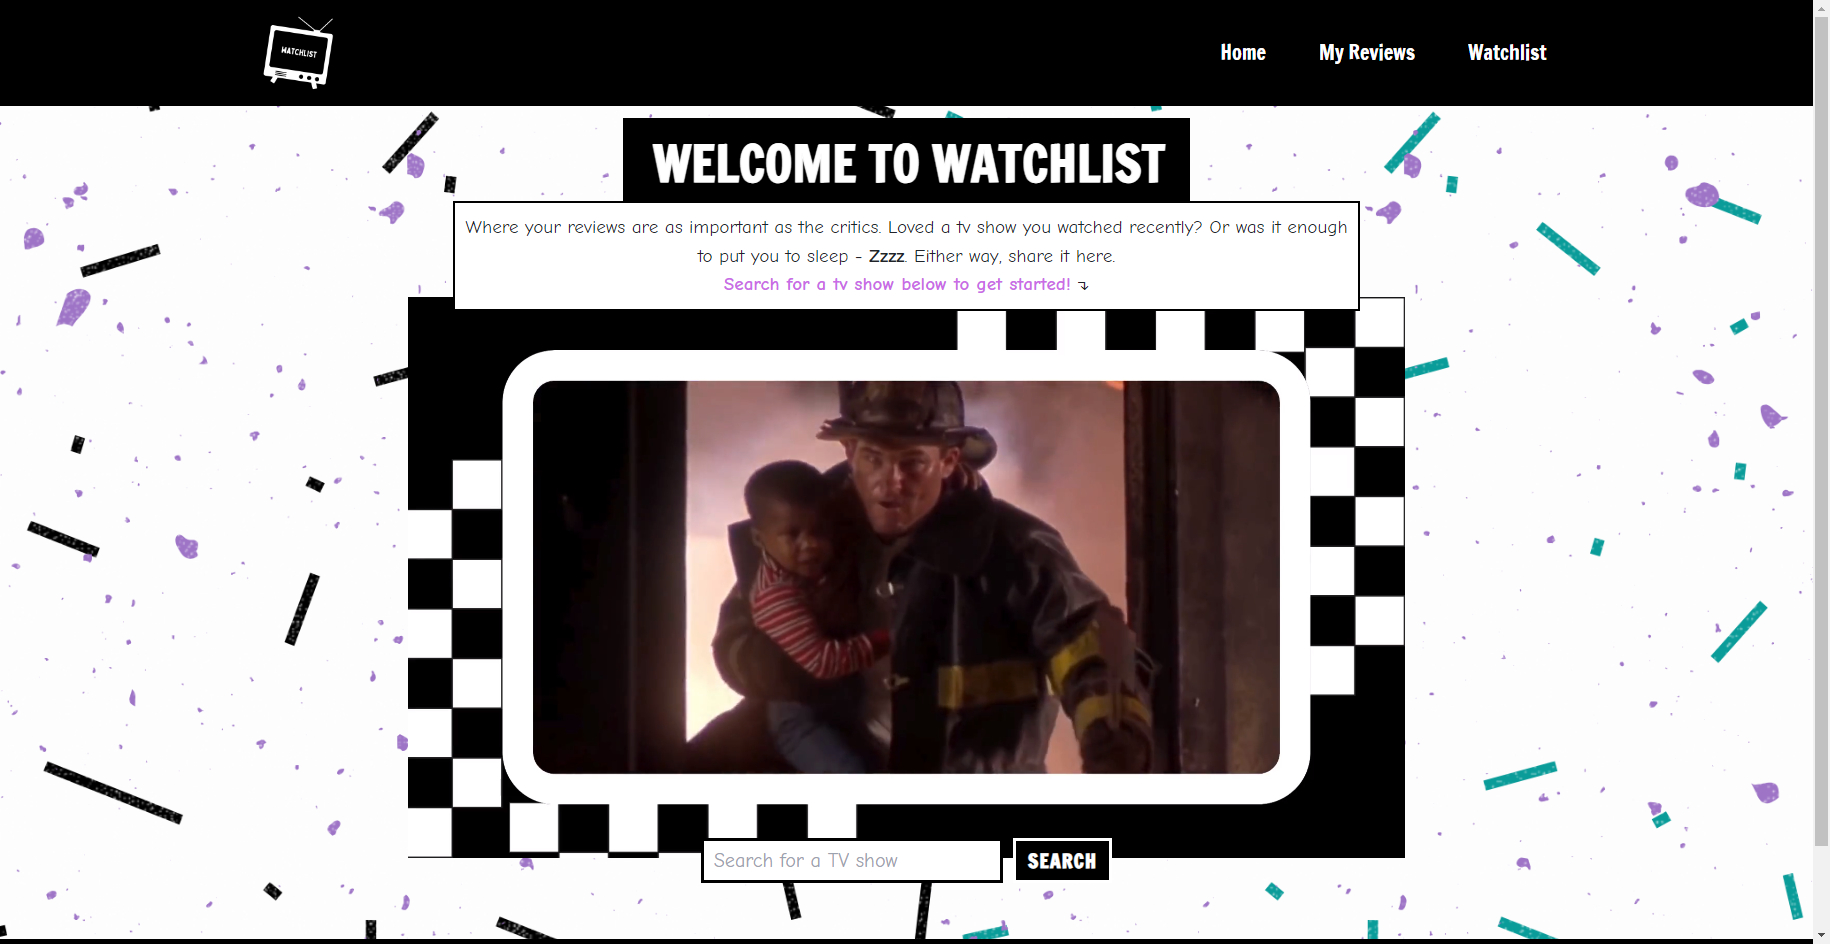 WATCHLIST
Home
My Reviews
Watchlist
WELCOME TO WATCHLIST
Where your reviews are as important as the critics. Loved a tv show you watched recently? Or was it enough
to put you to sleep - Zzzz. Either way, share it here.
Search for a tv show below to get started! ↴
Search for a TV show
SEARCH